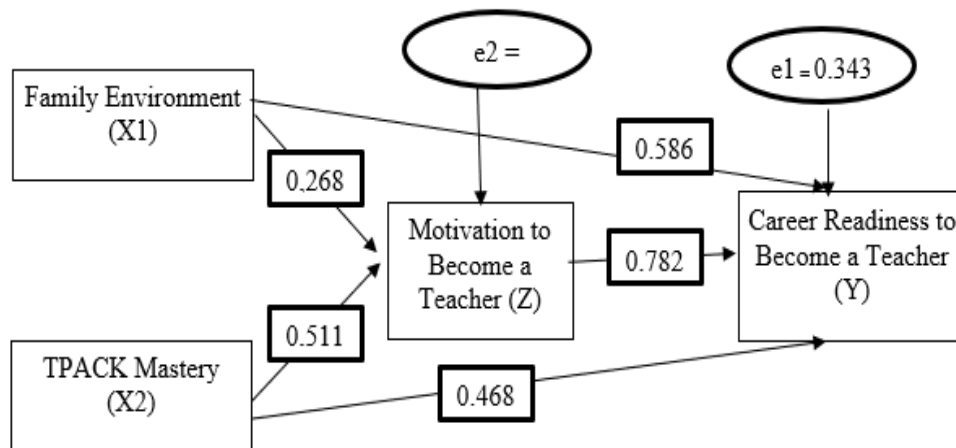 e2 =
e1 = 0.343
Family Environment
(X1)
0.586
0.268
Motivation to
Become a
Teacher (Z)
Career Readiness to
Become a Teacher
(Y)
0.782
0.511
TPACK Mastery
(X2)
0.468